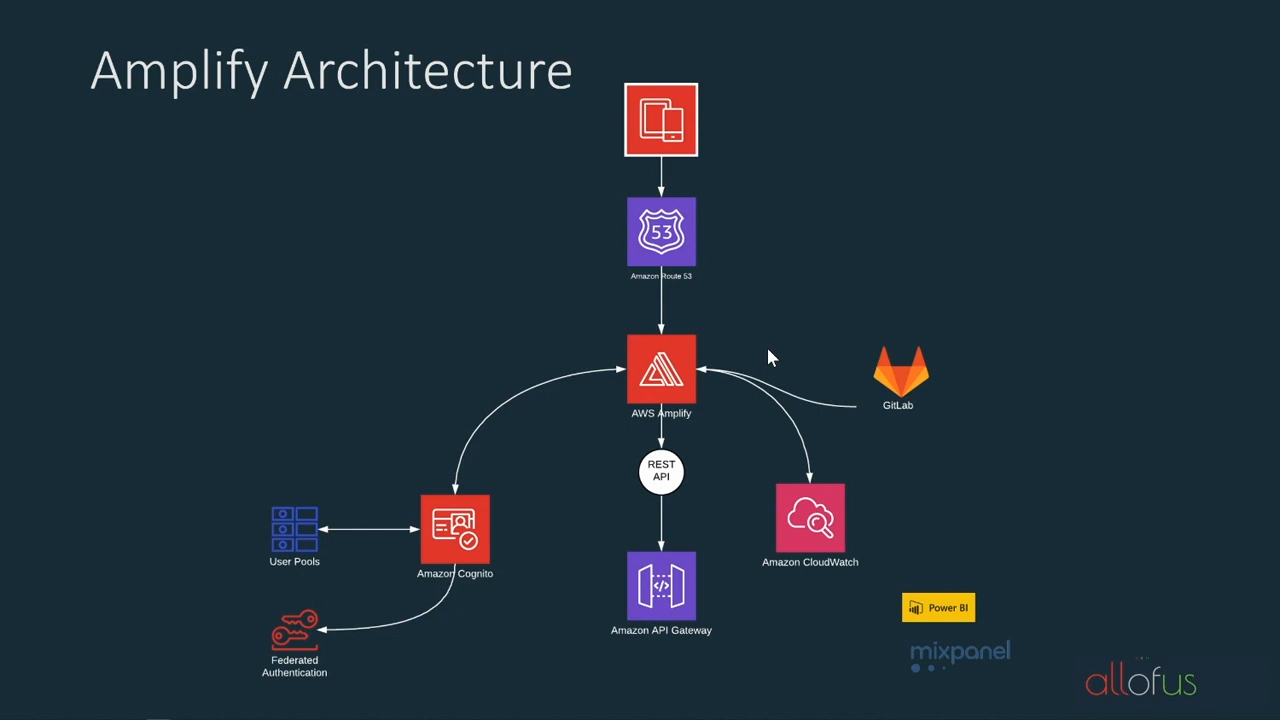 Amplify Architecture
53
Amazon Route 53
AWS Amplify
GitLab
REST
API
User Pools
Amazon Cognito
Amazon CloudWatch
Amazon API Gateway
Federated
Authentication
Power BI
mixpanel
allofus